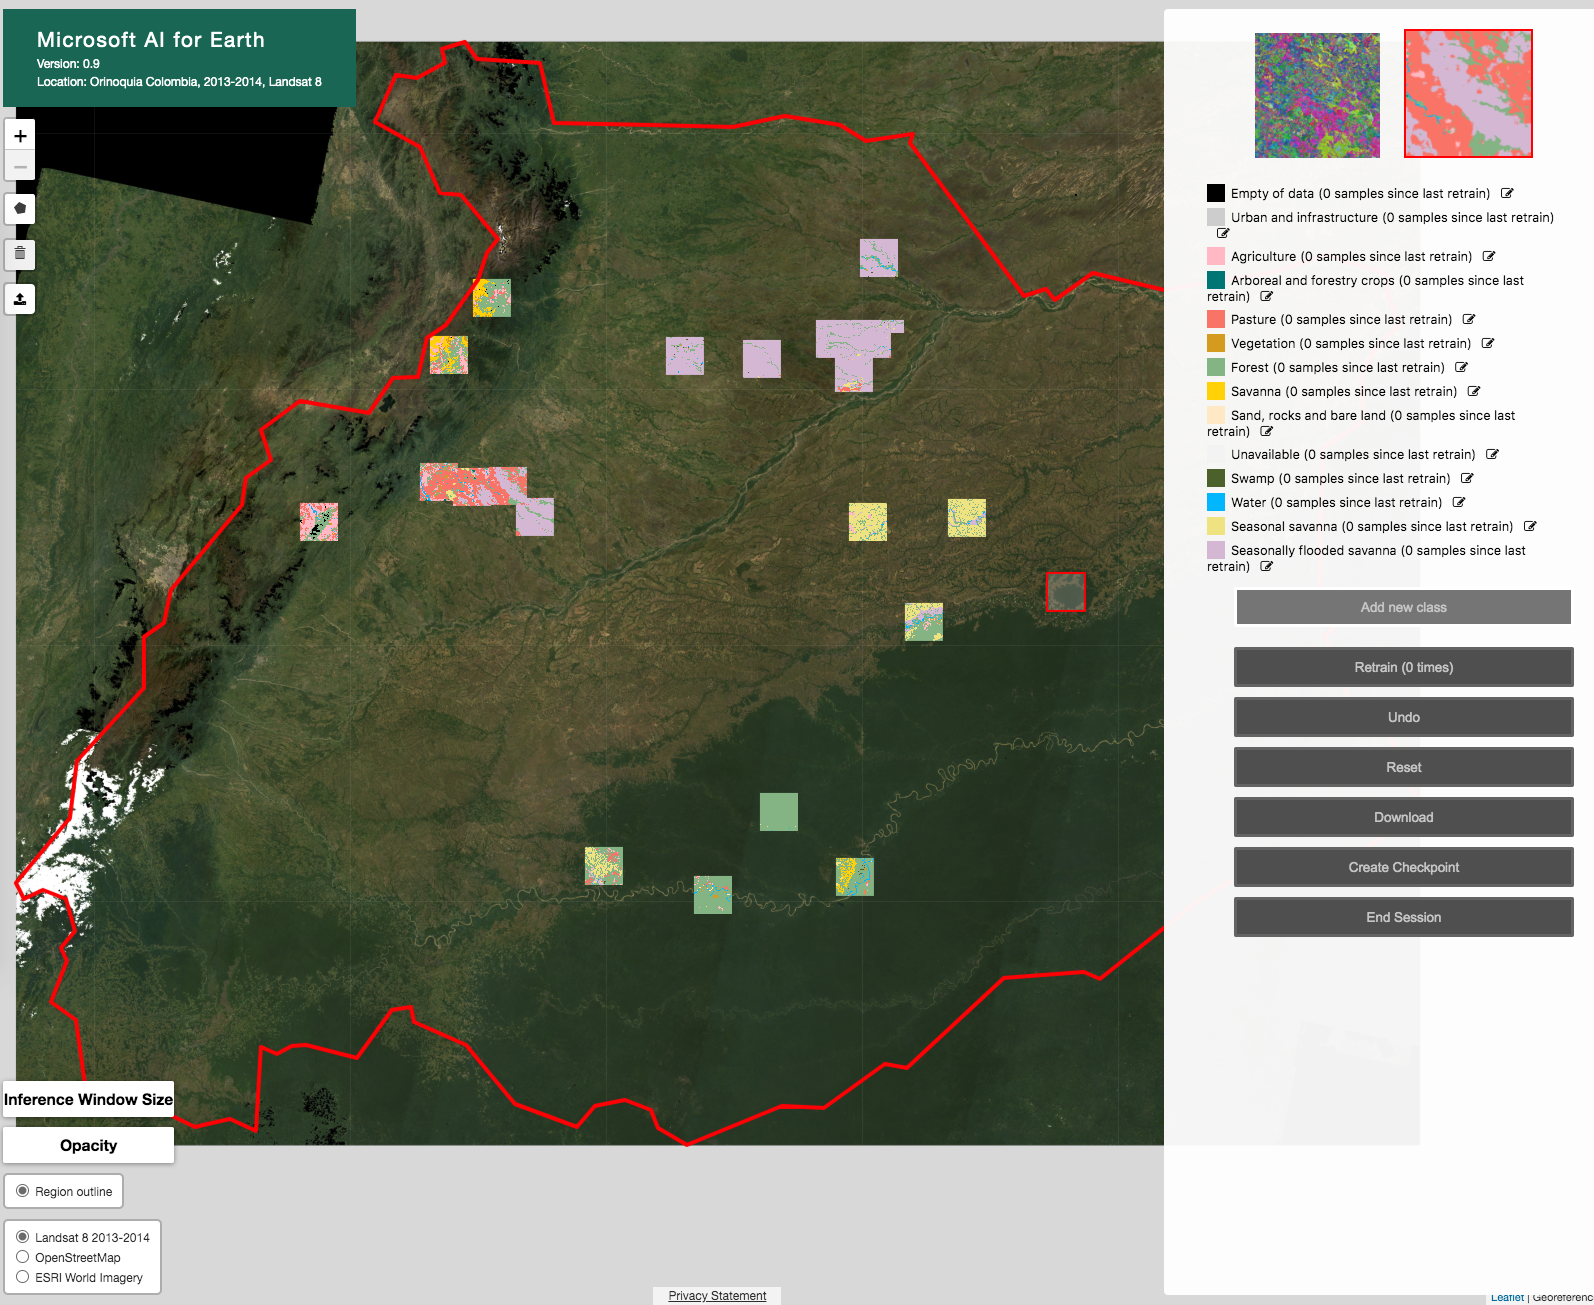 Microsoft AI for Earth
Version: 0.9
Location: Orinoquia Colombia, 2013-2014, Landsat 8
+
−
Empty of data (0 samples since last retrain)
Urban and infrastructure (0 samples since last retrain)
Agriculture (0 samples since last retrain)
Arboreal and forestry crops (0 samples since last
retrain)
Pasture (0 samples since last retrain)
Vegetation (0 samples since last retrain)
Forest (0 samples since last retrain)
Savanna (0 samples since last retrain)
Sand, rocks and bare land (0 samples since last
retrain)
Unavailable (0 samples since last retrain)
Swamp (0 samples since last retrain)
Water (0 samples since last retrain)
Seasonal savanna (0 samples since last retrain)
Seasonally flooded savanna (0 samples since last
retrain)
Add new class
Retrain (0 times)
Undo
Reset
Download
Create Checkpoint
End Session
Inference Window Size
Opacity
Region outline
Landsat 8 2013-2014
OpenStreetMap
ESRI World Imagery
Privacy Statement
Leaflet | Georeferenc